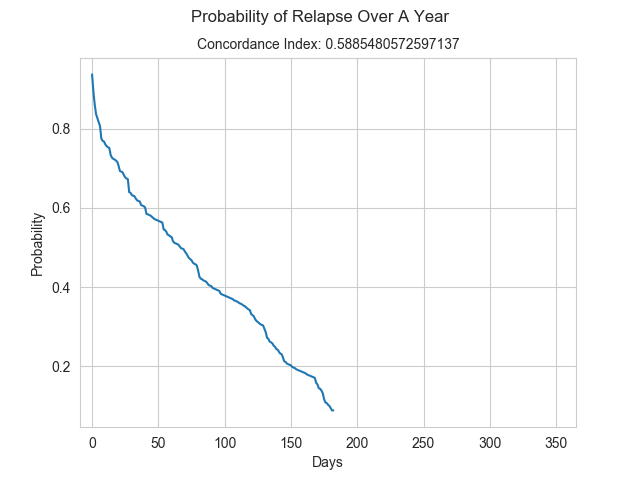 Probability of Relapse Over A Year
Concordance Index: 0.5885480572597137
0.8
0.6
0.4
0.2
Probability
0 50 100 150 200 250 300 350
Days